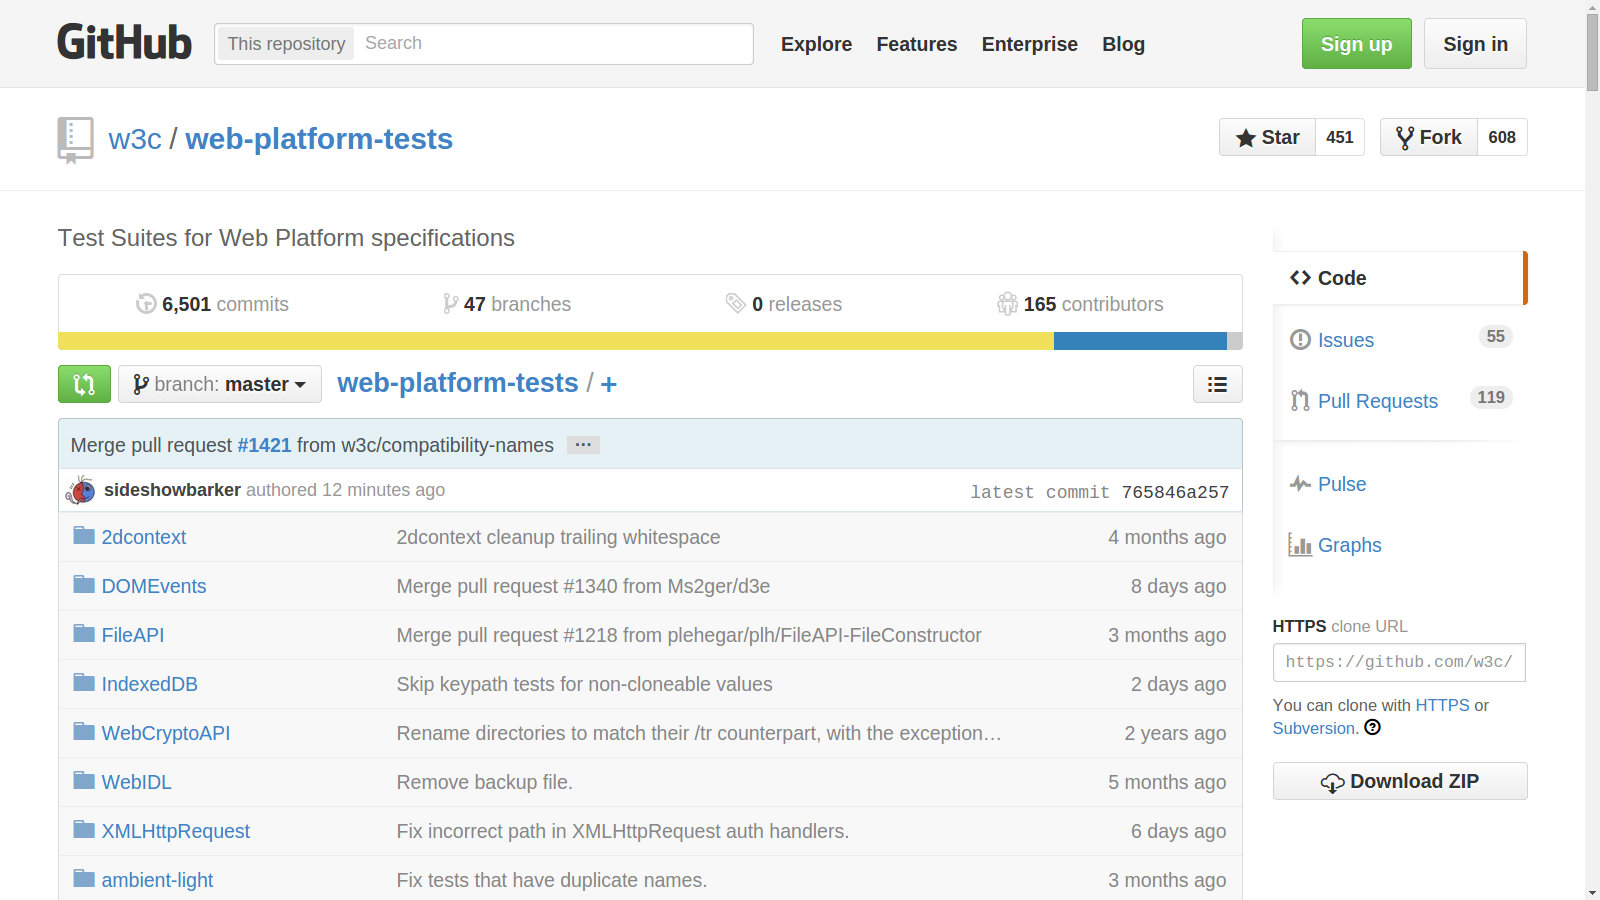 GitHub This repository Search Explore Features Enterprise Blog Sign up Sign in
w3c / web-platform-tests Star 451 Fork 608
Test Suites for Web Platform specifications
6,501 commits 47 branches 0 releases 165 contributors
branch: master web-platform-tests / +
Merge pull request #1421 from w3c/compatibility-names ...
sideshowbarker authored 12 minutes ago latest commit 765846a257
2dcontext 2dcontext cleanup trailing whitespace 4 months ago
DOMEvents Merge pull request #1340 from Ms2ger/d3e 8 days ago
FileAPI Merge pull request #1218 from plehegar/plh/FileAPI-FileConstructor 3 months ago
IndexedDB Skip keypath tests for non-cloneable values 2 days ago
WebCryptoAPI Rename directories to match their /tr counterpart, with the exception… 2 years ago
WebIDL Remove backup file. 5 months ago
XMLHttpRequest Fix incorrect path in XMLHttpRequest auth handlers. 6 days ago
ambient-light Fix tests that have duplicate names. 3 months ago
Code
Issues 55
Pull Requests 119
Pulse
Graphs
HTTPS clone URL
https://github.com/w3c/
You can clone with HTTPS or
Subversion.
Download ZIP